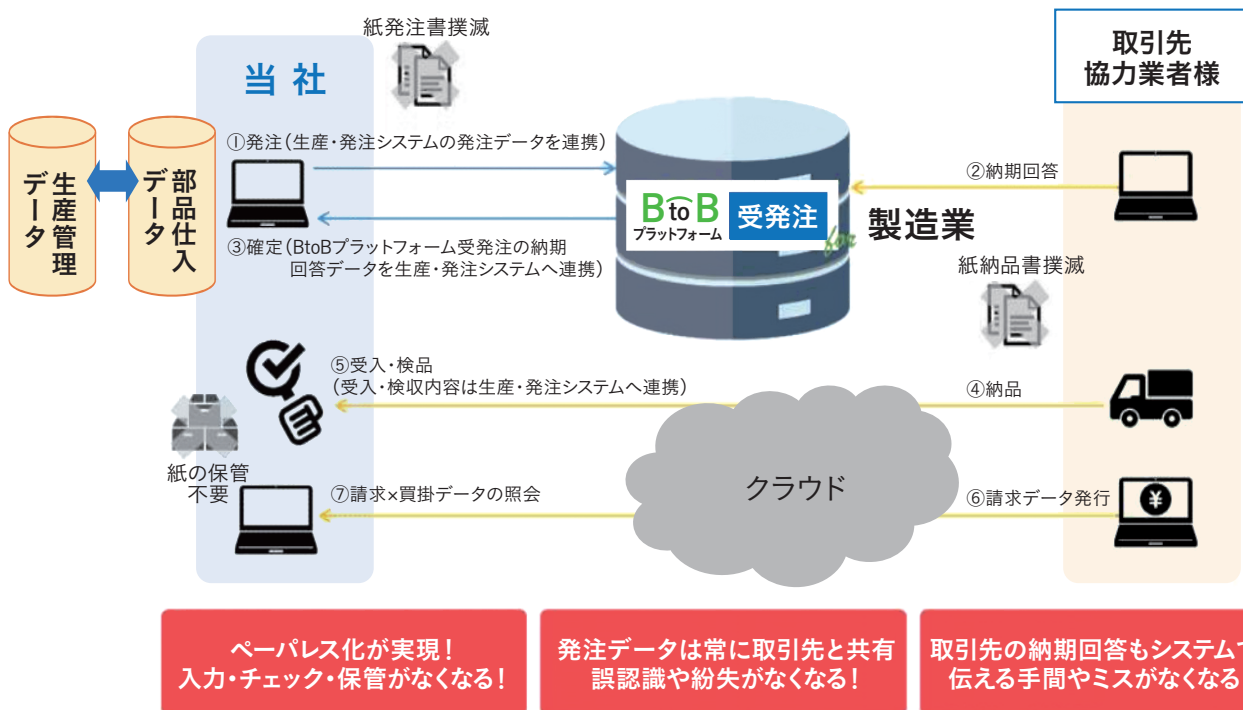 紙発注書撲滅
当社
取引先
協力業者様
生産管理
データ
部品仕入
データ
①発注(生産・発注システムの発注データを連携)
②納期回答
BtoB
プラットフォーム
受発注
for 製造業
③確定(BtoBプラットフォーム受発注の納期
回答データを生産・発注システムへ連携)
紙納品書撲滅
⑤受入・検品
(受入・検収内容は生産・発注システムへ連携)
④納品
紙の保管
不要
クラウド
⑦請求×買掛データの照会
⑥請求データ発行
¥
ペーパレス化が実現!
入力・チェック・保管がなくなる!
発注データは常に取引先と共有
誤認識や紛失がなくなる!
取引先の納期回答もシステム
伝える手間やミスがなくなる